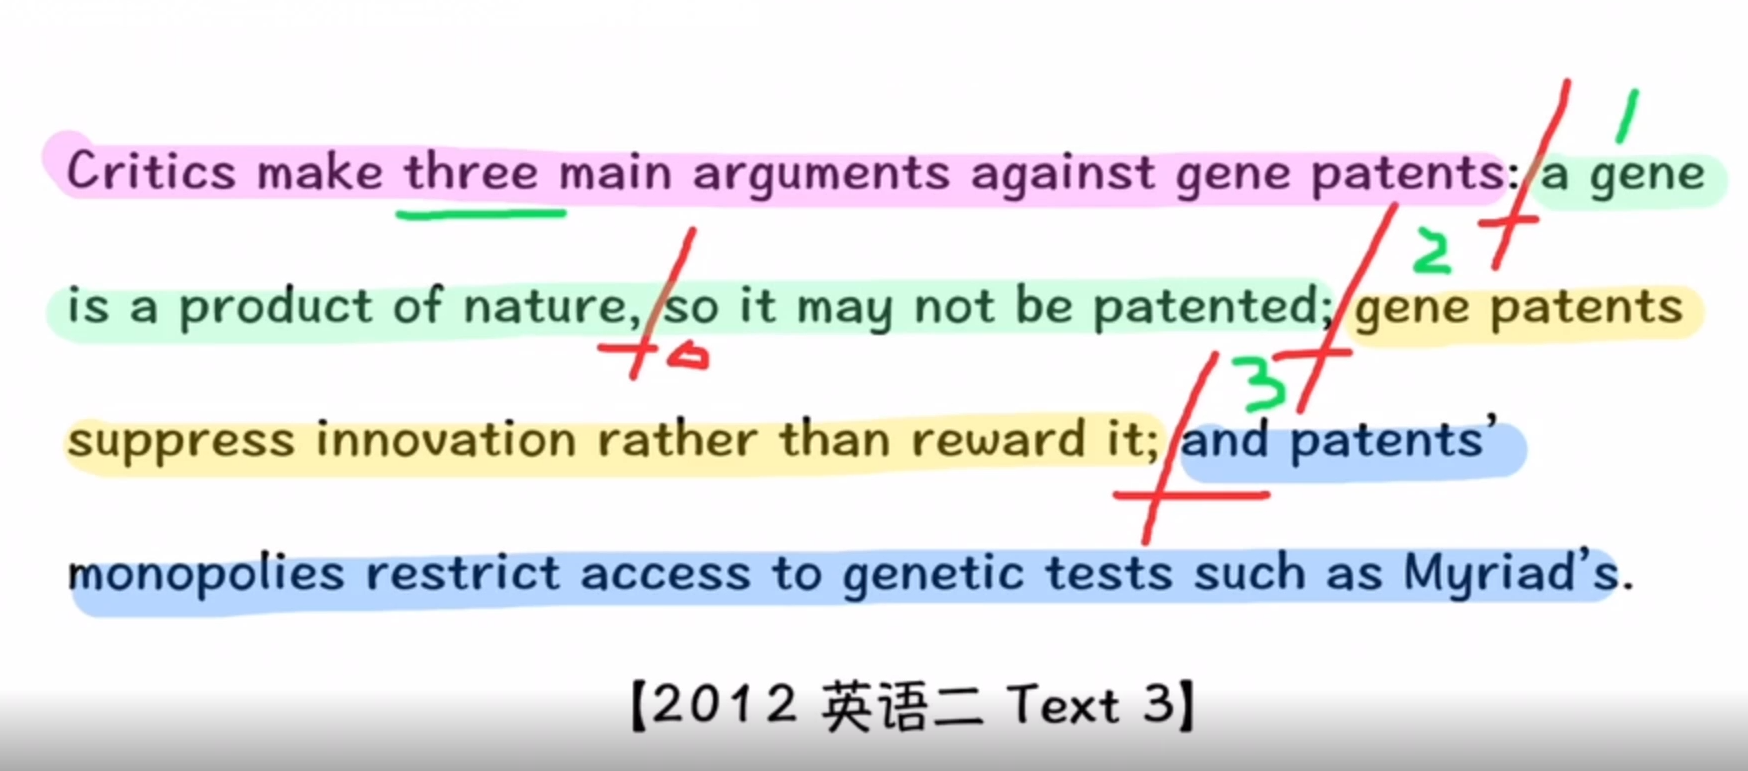 Critics make three main arguments against gene patents: a gene
is a product of nature, so it may not be patented; gene patents
suppress innovation rather than reward it; and patents’
monopolies restrict access to genetic tests such as Myriad’s.
1
2
3
【2012 英语二 Text 3】